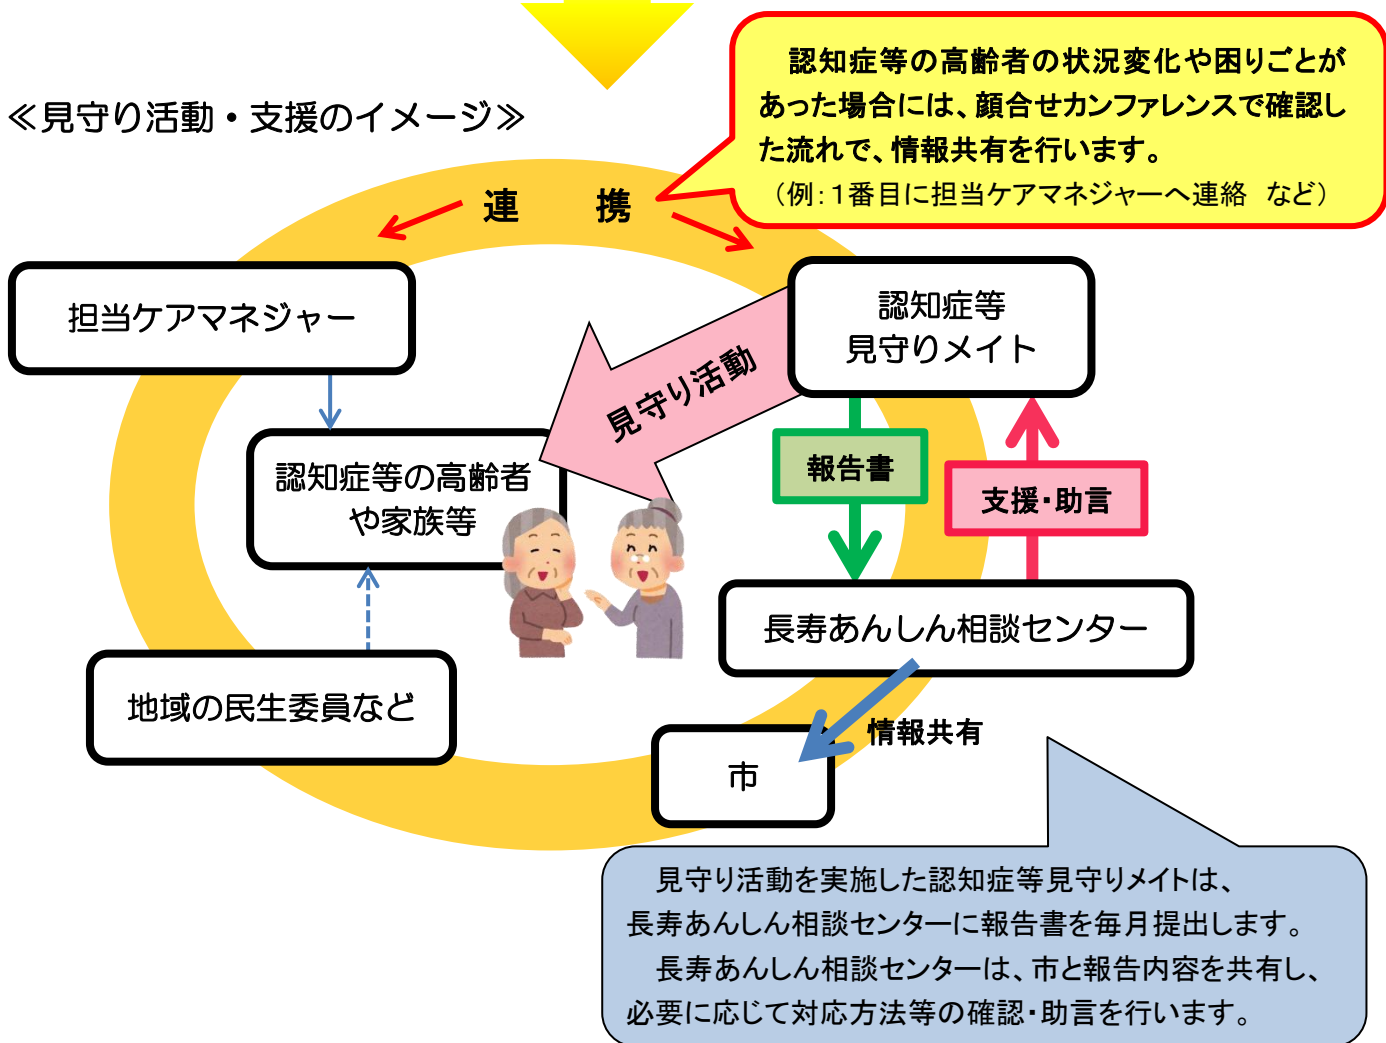 認知症等の高齢者の状況変化や困りごとが
あった場合には、顔合せカンファレンスで確認し
た流れで、情報共有を行います。
（例：１番目に担当ケアマネジャーへ連絡　など）
≪見守り活動・支援のイメージ≫
連　携
担当ケアマネジャー
認知症等
見守りメイト
見守り活動
認知症等の高齢者
や家族等
報告書
支援・助言
長寿あんしん相談センター
地域の民生委員など
情報共有
市
見守り活動を実施した認知症等見守りメイトは、
長寿あんしん相談センターに報告書を毎月提出します。
長寿あんしん相談センターは、市と報告内容を共有し、
必要に応じて対応方法等の確認・助言を行います。